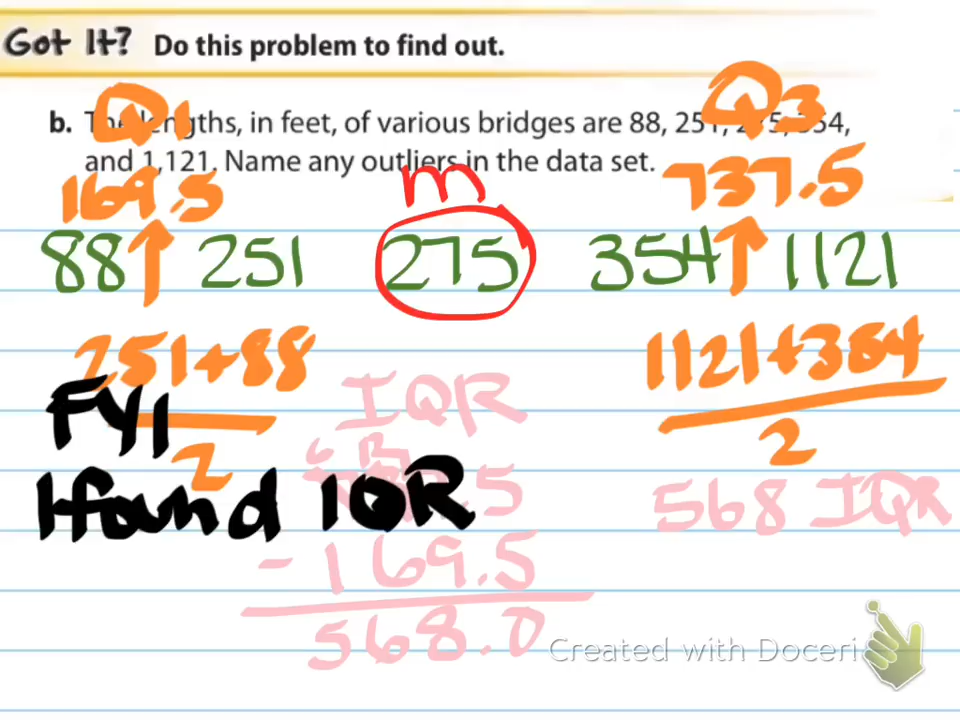 Got It? Do this problem to find out.
Q1
Q3
b. The lengths, in feet, of various bridges are 88, 251, 275, 354,
and 1,121. Name any outliers in the data set.
169.5
m
737.5
88 251 275 354 1121
251+88
2
1121+354
2
IQR
FYI
I found IQR
568 IQR
- 169.5
568.0
Created with Doceri